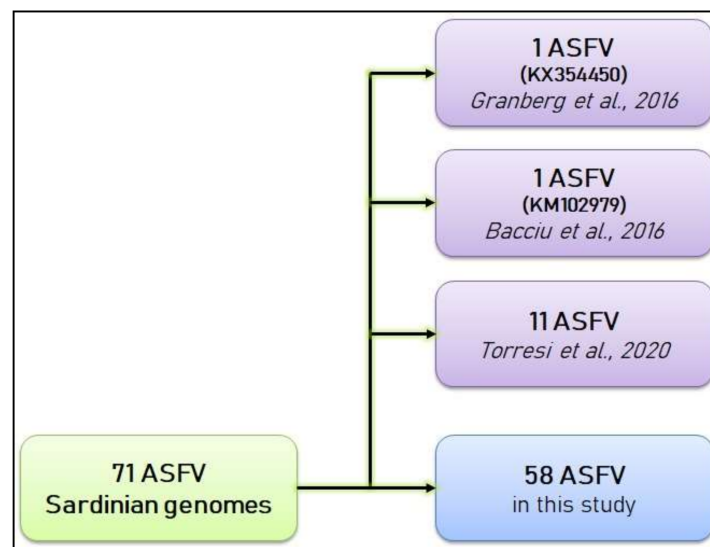 1 ASFV
(KX354450)
Granberg et al., 2016
1 ASFV
(KM102979)
Bacciu et al., 2016
11 ASFV
Torresi et al., 2020
71 ASFV
Sardinian genomes
58 ASFV
in this study